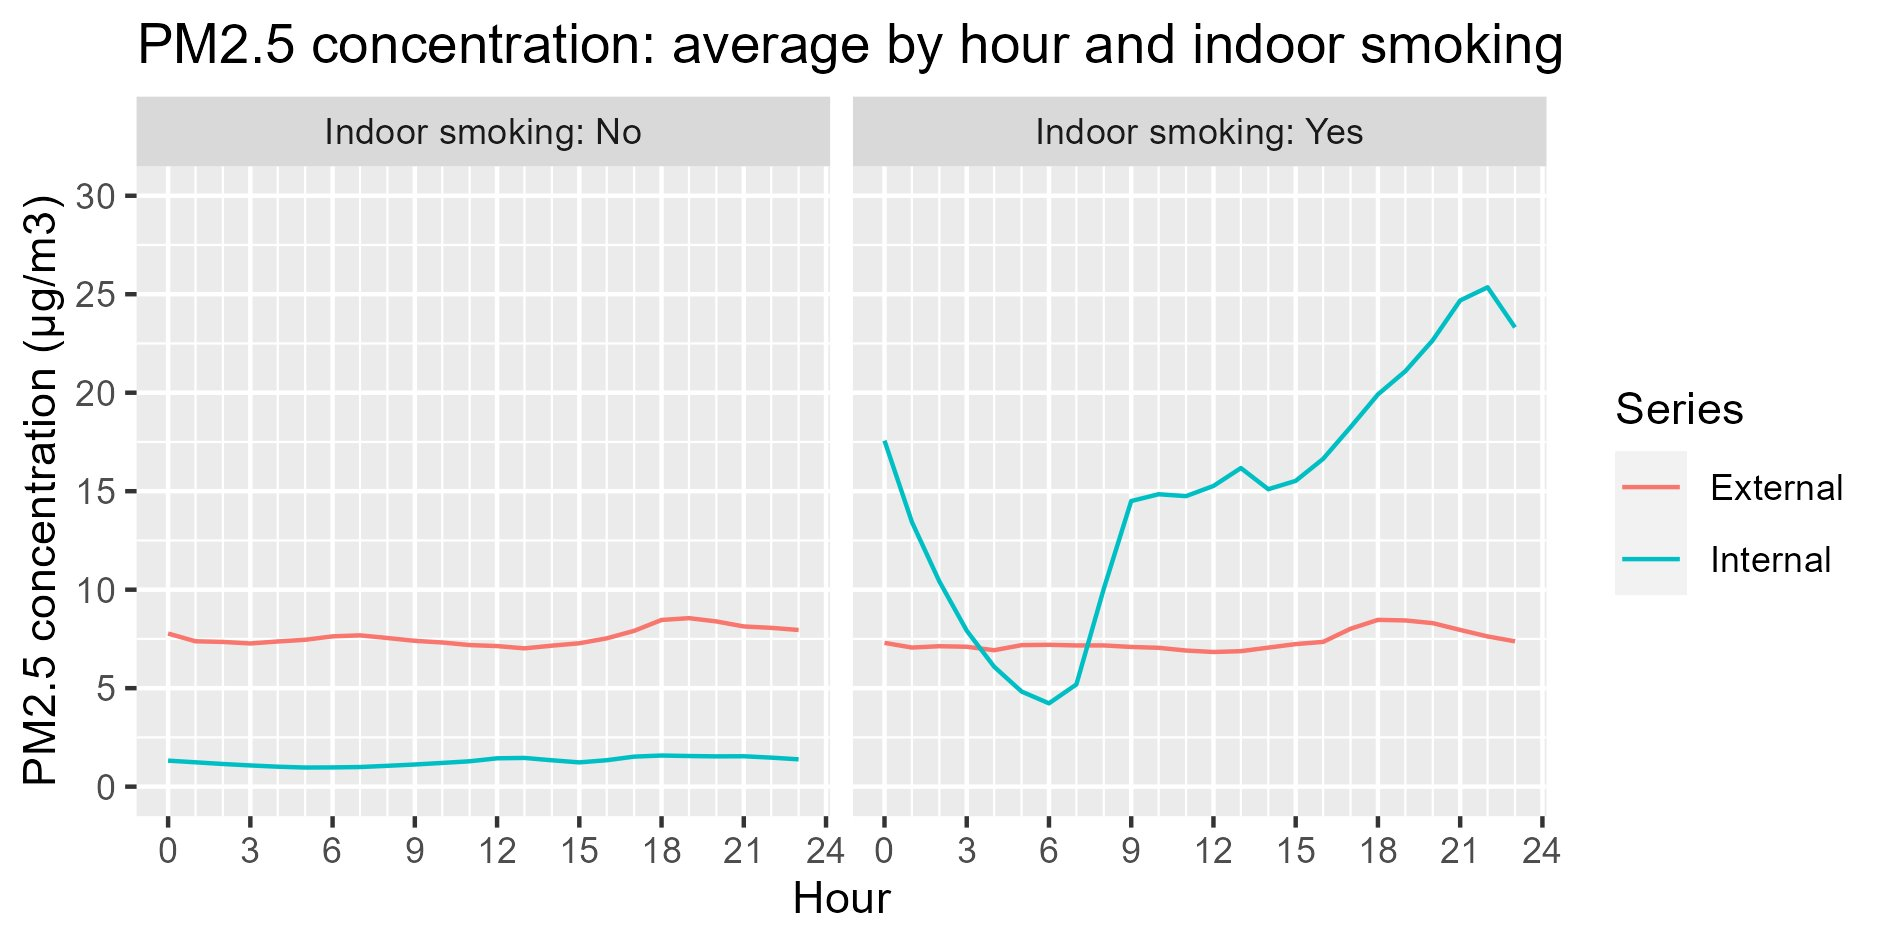 PM2.5 concentration: average by hour and indoor smoking
Indoor smoking: No
Indoor smoking: Yes
PM2.5 concentration (µg/m3)
30
25
20
15
10
5
0
0 3 6 9 12 15 18 21 24
0 3 6 9 12 15 18 21 24
Hour
Series
External
Internal